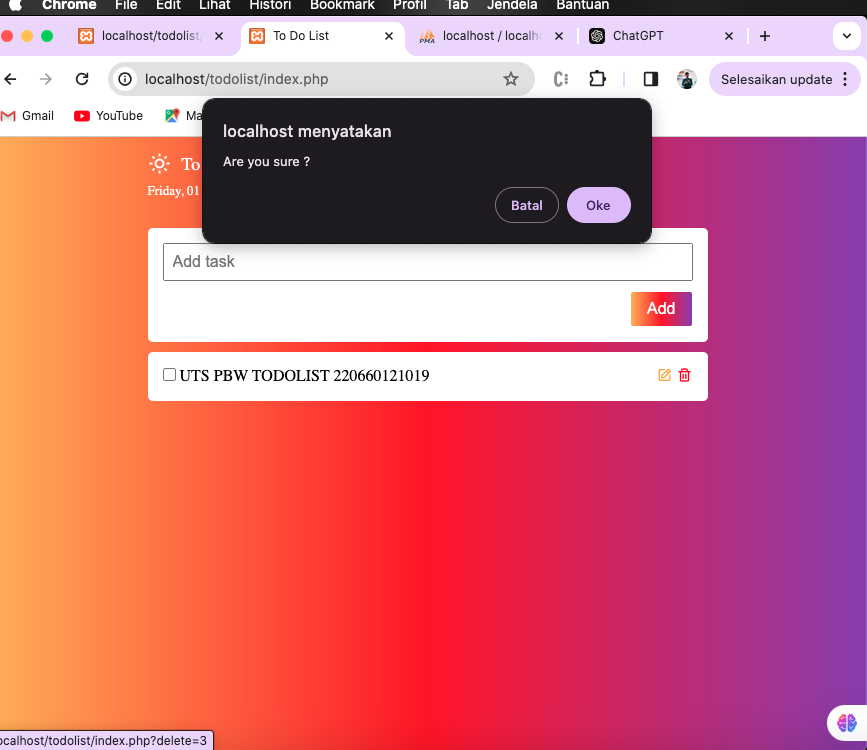 Chrome File Edit Lihat Histori Bookmark Profil Tab Jendela Bantuan
localhost/todolist/ To Do List localhost / localho ChatGPT
localhost/todolist/index.php Selesaikan update
Gmail YouTube Ma
localhost menyatakan
Are you sure ?
Batal Oke
To
Friday, 01
Add task
Add
UTS PBW TODOLIST 220660121019
ocalhost/todolist/index.php?delete=3